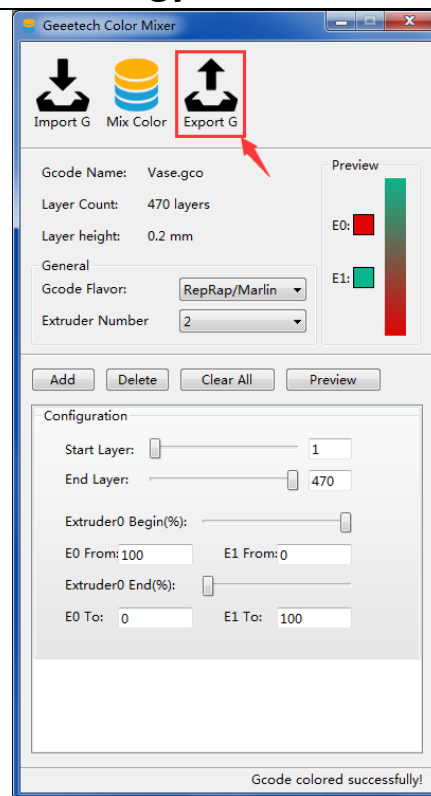 Geeetech Color Mixer
Import G Mix Color Export G
Gcode Name: Vase.gco
Layer Count: 470 layers
Layer height: 0.2 mm
Preview
E0:
E1:
General
Gcode Flavor: RepRap/Marlin
Extruder Number 2
Add Delete Clear All Preview
Configuration
Start Layer: 1
End Layer: 470
Extruder0 Begin(%):
E0 From: 100 E1 From: 0
Extruder0 End(%):
E0 To: 0 E1 To: 100
Gcode colored successfully!